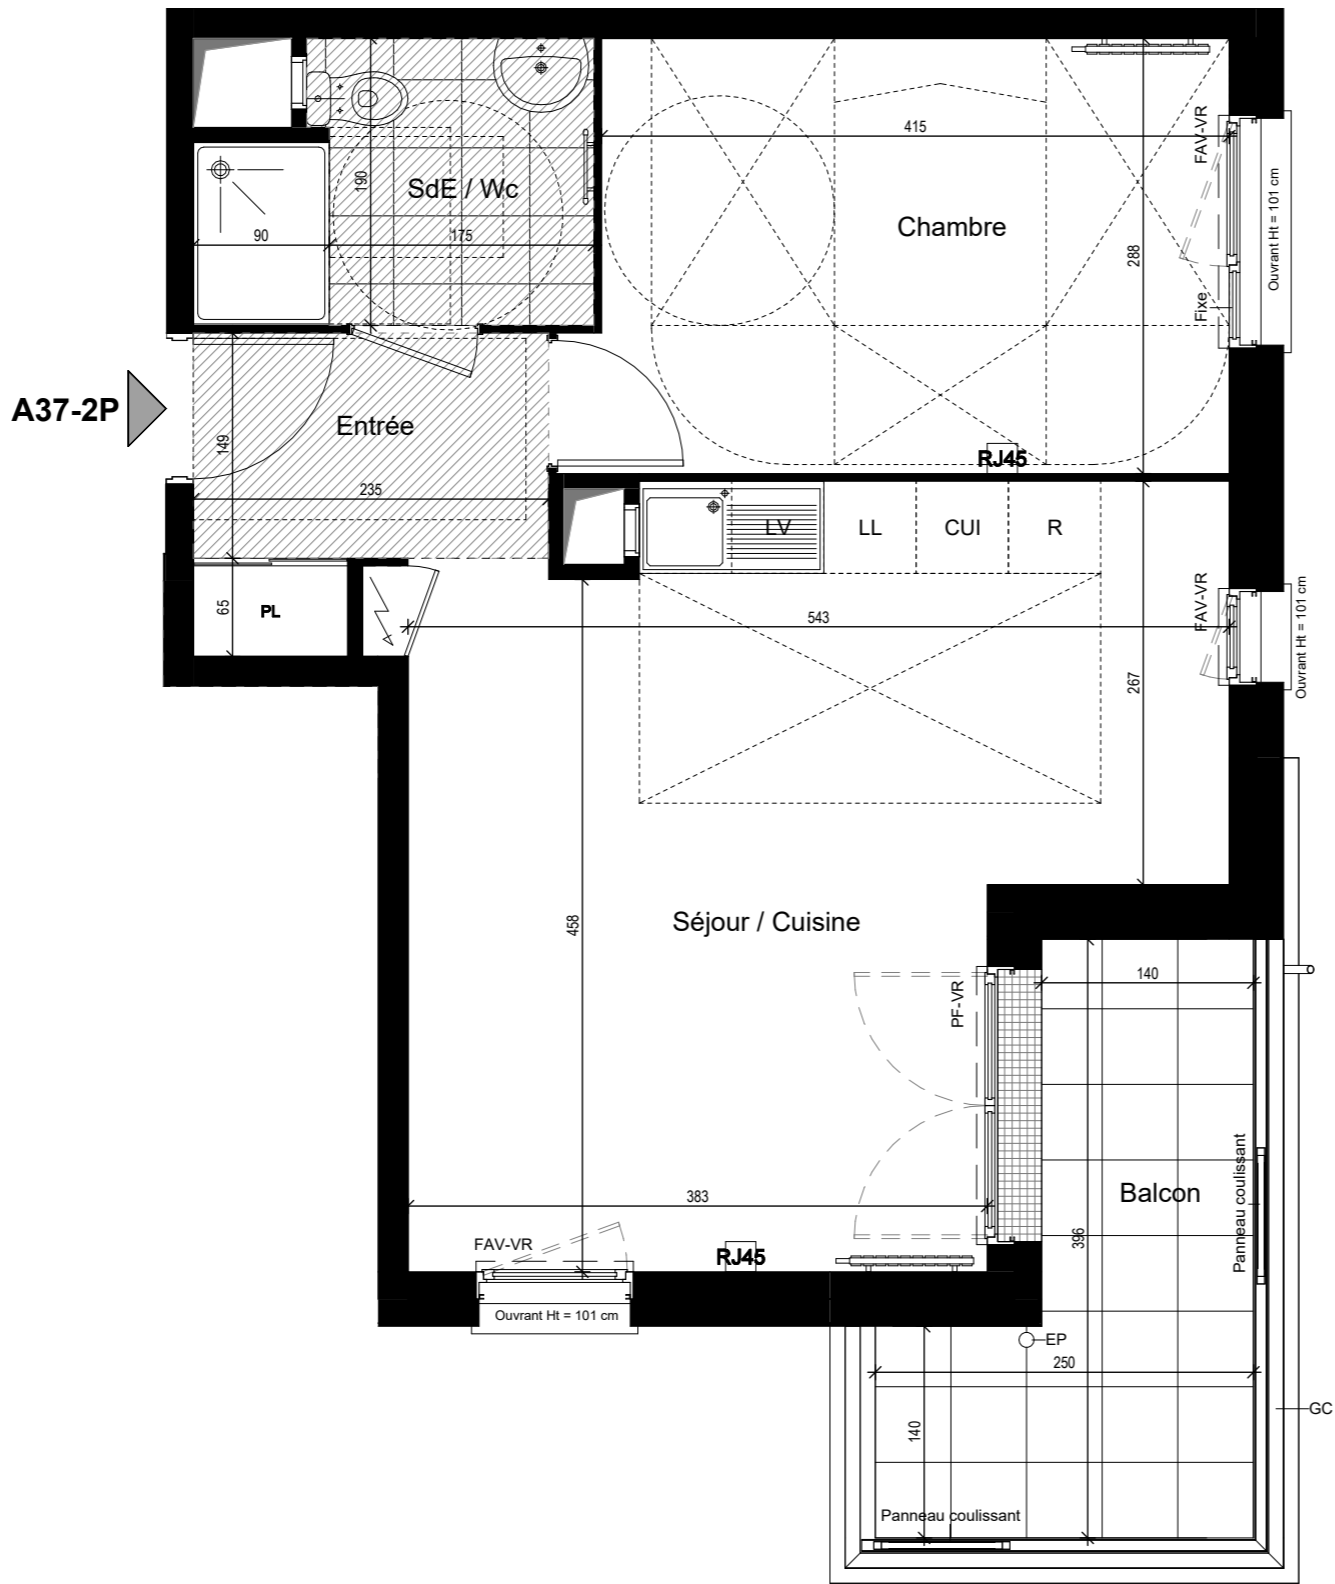 415
FAV-VR
190
SdE / Wc
Chambre
90
175
288
Ouvrant Ht = 101 cm
Fixe
A37-2P
Entrée
149
RJ45
235
LV
LL
CUI
R
FAV-VR
65
PL
543
Ouvrant Ht = 101 cm
267
458
Séjour / Cuisine
140
PF-VR
383
Balcon
Panneau coulissant
396
FAV-VR
RJ45
Ouvrant Ht = 101 cm
EP
250
GC
140
Panneau coulissant